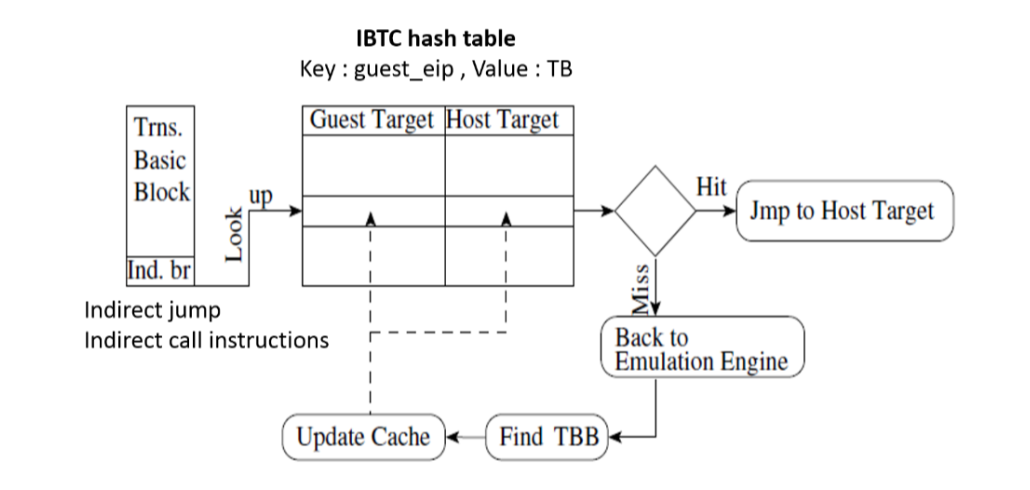 IBTC hash table
Key : guest_eip , Value : TB
Trns.
Basic
Block
Ind. br
Look
up
Guest Target
Host Target
Hit
Jmp to Host Target
Miss
Indirect jump
Indirect call instructions
Back to
Emulation Engine
Update Cache
Find TBB